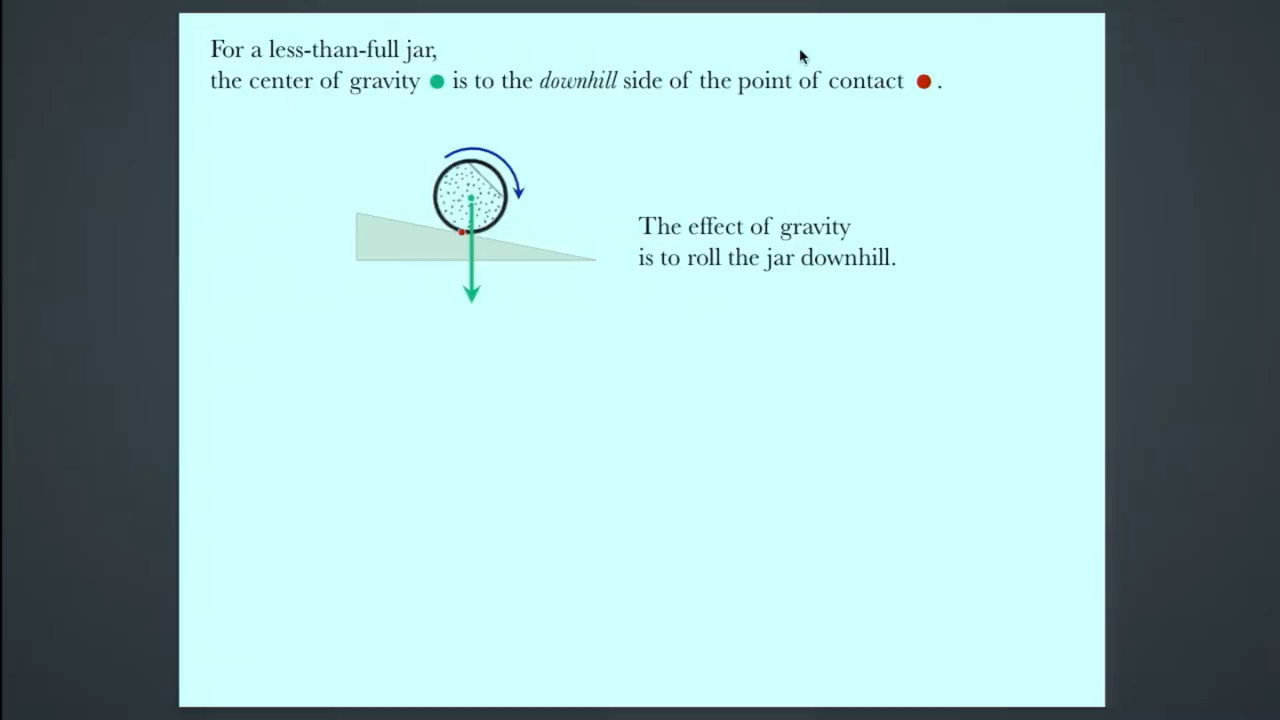 For a less-than-full jar,
the center of gravity is to the downhill side of the point of contact .
The effect of gravity
is to roll the jar downhill.